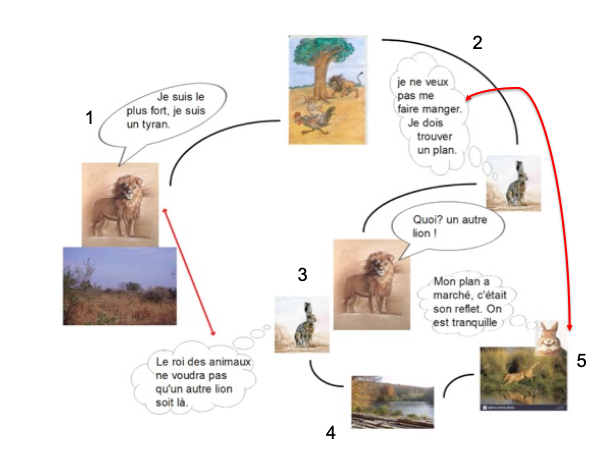 1
Je suis le
plus fort, je suis
un tyran.
2
je ne veux
pas me
faire manger.
Je dois
trouver
un plan.
Quoi? un autre
lion !
3
Le roi des animaux
ne voudra pas
qu'un autre lion
soit là.
4
Mon plan a
marché, c'était
son reflet. On
est tranquille
5